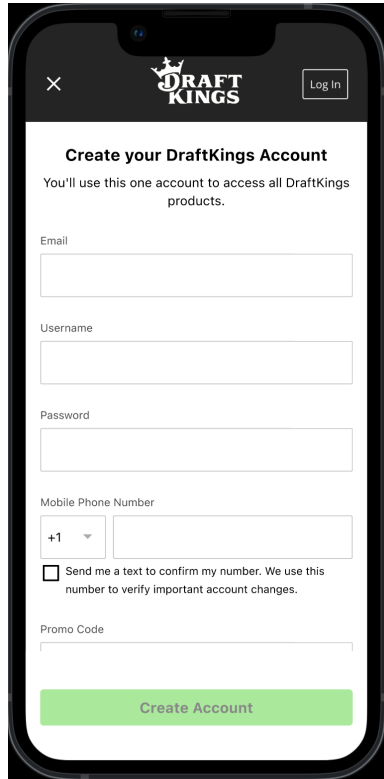 DRAFT
KINGS
Log In
Create your DraftKings Account
You'll use this one account to access all DraftKings
products.
Email
Username
Password
Mobile Phone Number
+1
Send me a text to confirm my number. We use this
number to verify important account changes.
Promo Code
Create Account